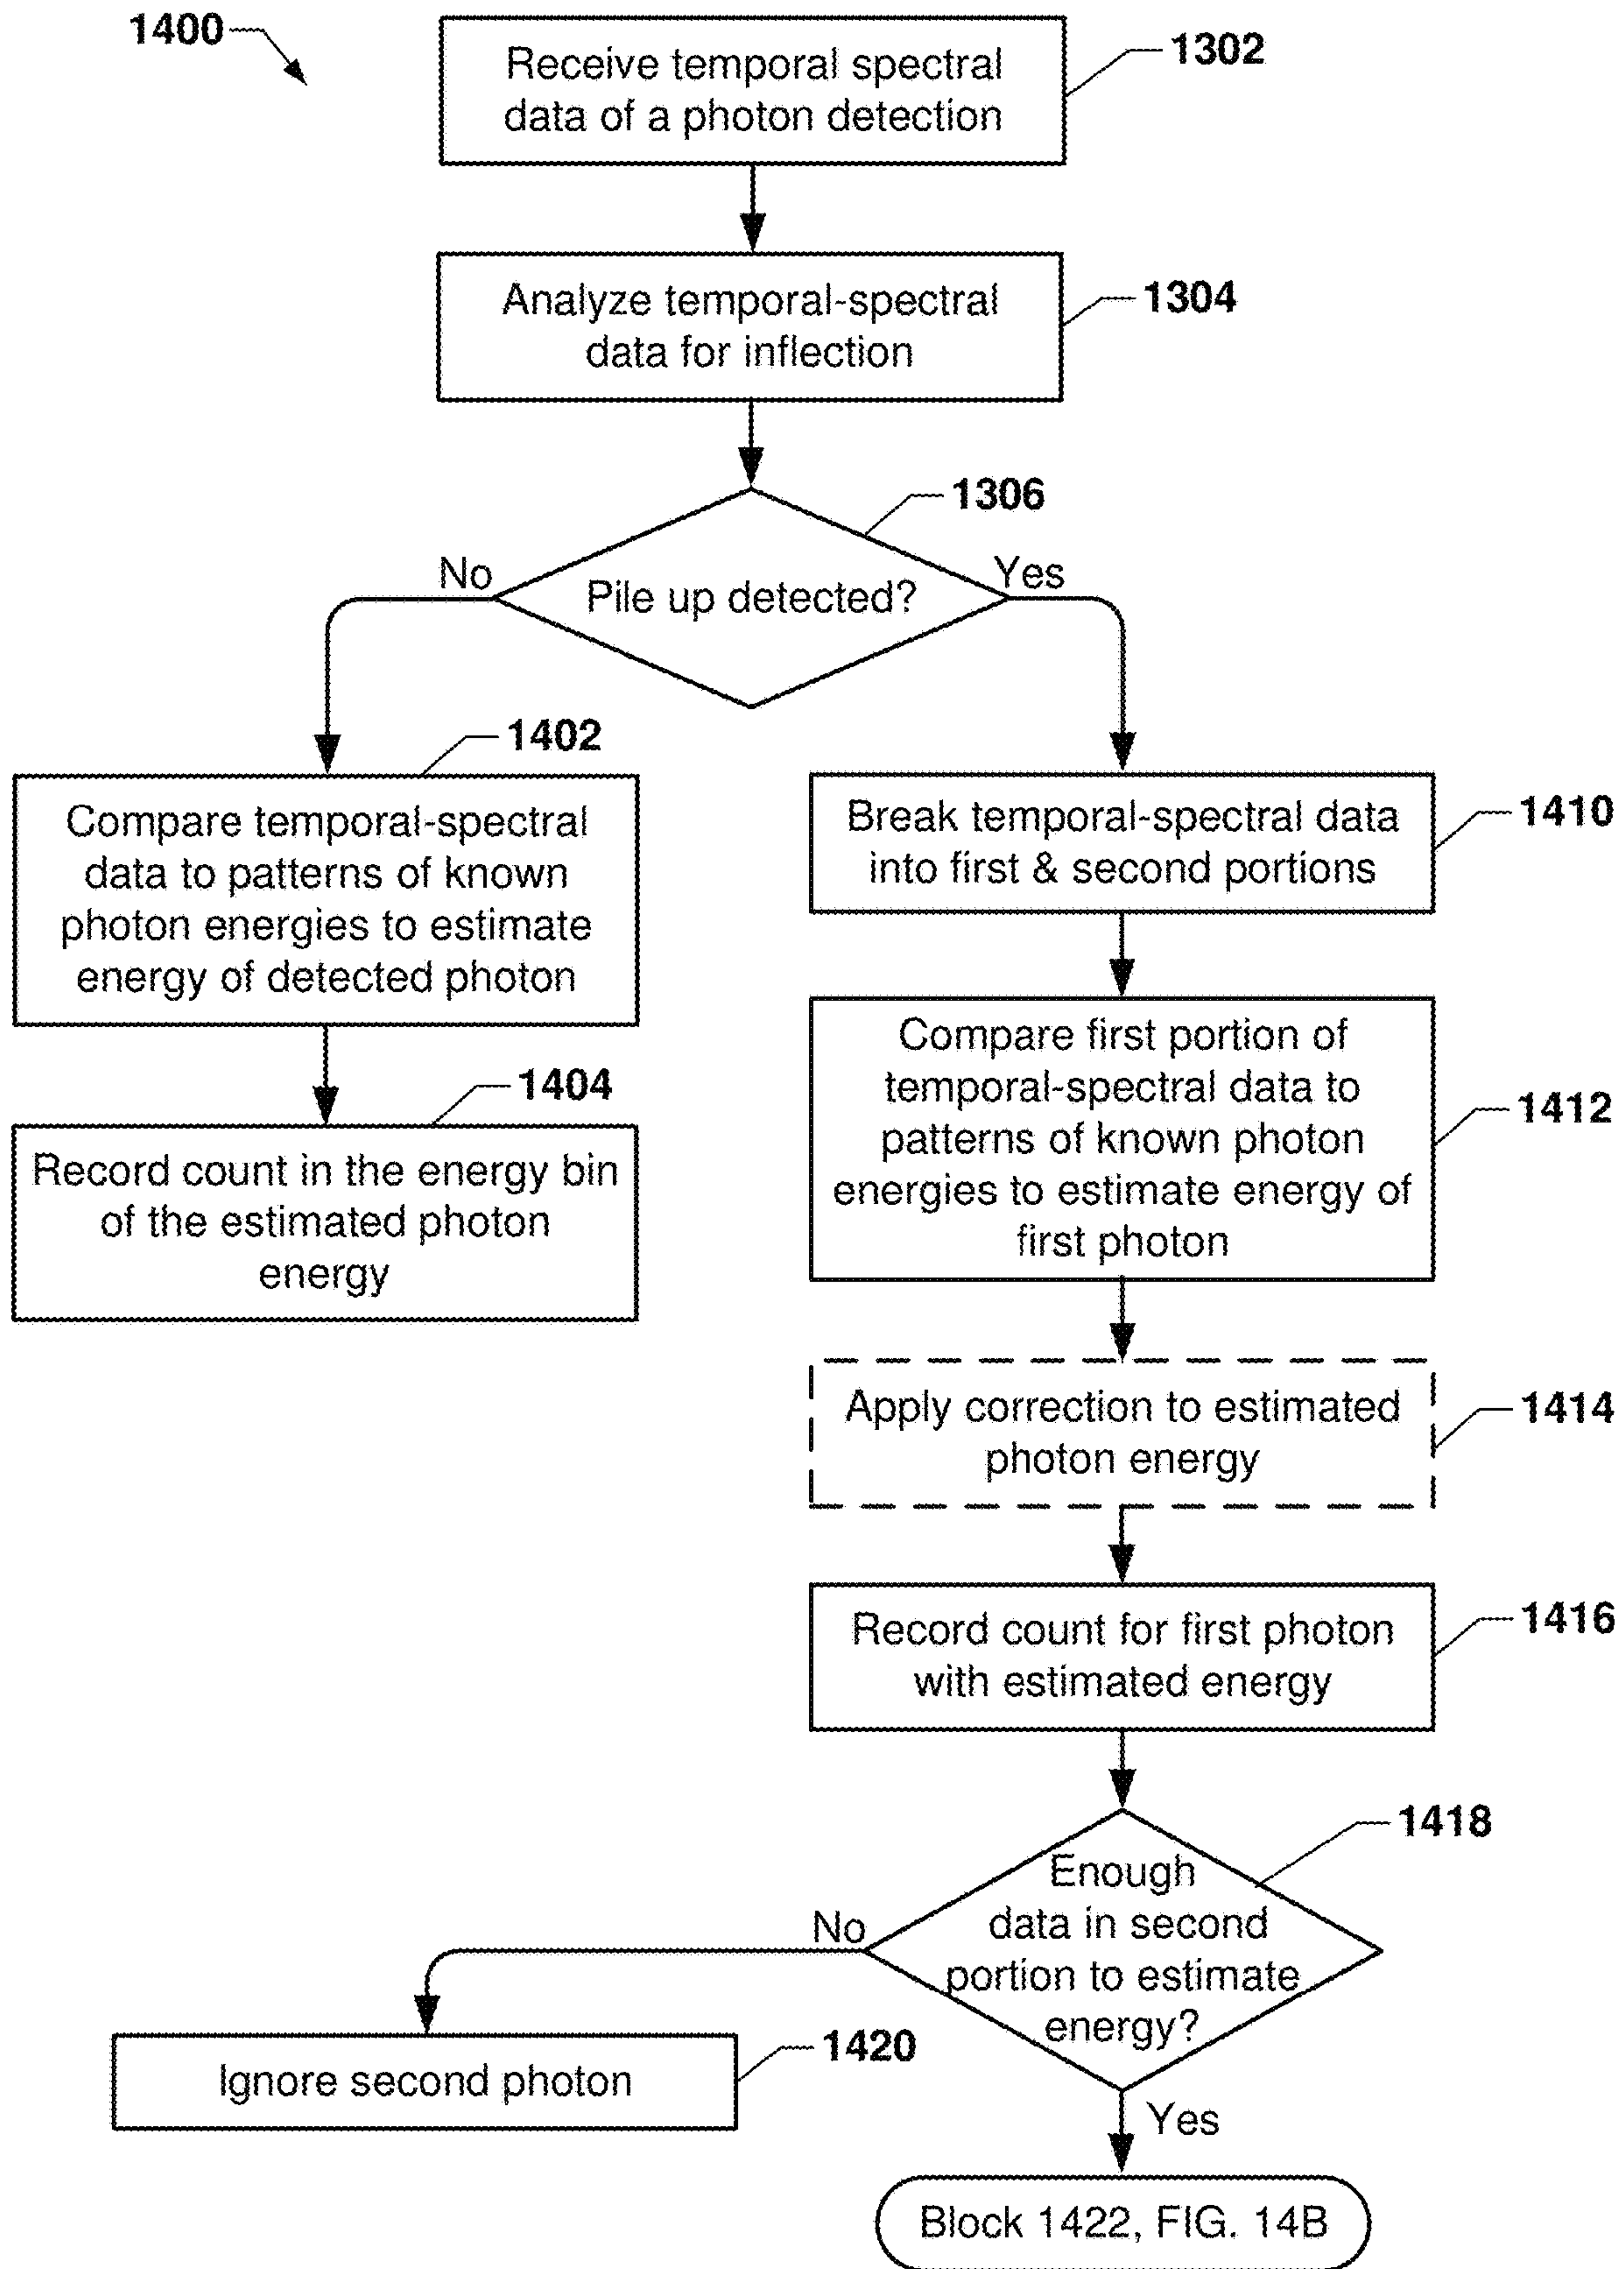 1400
Receive temporal spectral
data of a photon detection
1302
Analyze temporal-spectral
data for inflection
1304
1306
Pile up detected?
No
Yes
1402
Compare temporal-spectral
data to patterns of known
photon energies to estimate
energy of detected photon
1404
Record count in the energy bin
of the estimated photon
energy
Break temporal-spectral data
into first & second portions
1410
Compare first portion of
temporal-spectral data to
patterns of known photon
energies to estimate energy of
first photon
1412
Apply correction to estimated
photon energy
1414
Record count for first photon
with estimated energy
1416
1418
Enough
data in second
portion to estimate
energy?
No
Ignore second photon
1420
Yes
Block 1422, FIG. 14B